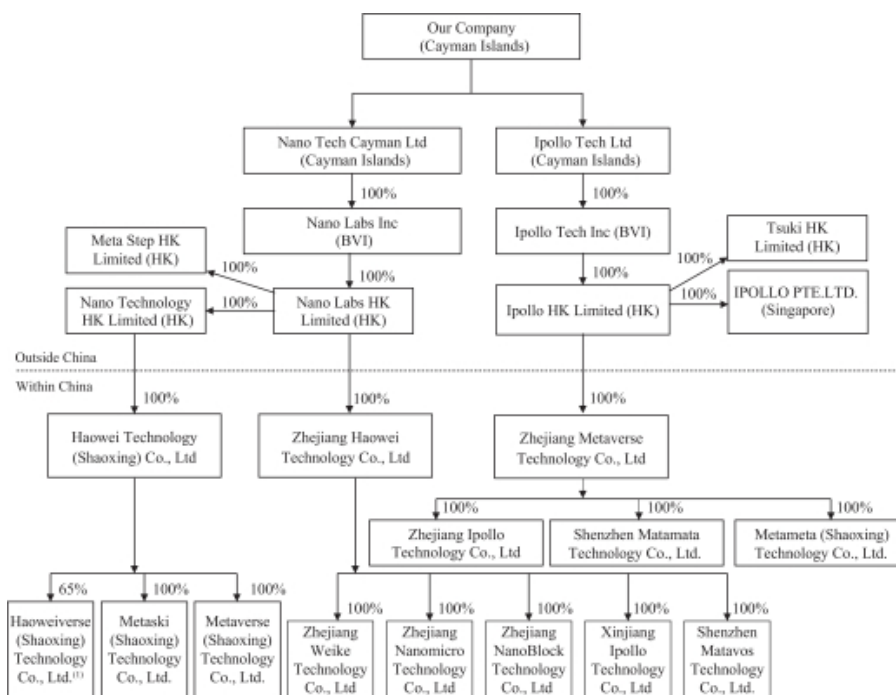 Our Company
(Cayman Islands)
Nano Tech Cayman Ltd
(Cayman Islands)
Ipollo Tech Ltd
(Cayman Islands)
100%
100%
Nano Labs Inc
(BVI)
Ipollo Tech Inc (BVI)
Tsuki HK
Limited (HK)
Meta Step HK
Limited (HK)
100%
100%
100%
100%
Nano Technology
HK Limited (HK)
100%
Nano Labs HK
Limited (HK)
Ipollo HK Limited (HK)
100%
IPOLLO PTE.LTD.
(Singapore)
Outside China
Within China
100%
100%
100%
Haowei Technology
(Shaoxing) Co., Ltd
Zhejiang Haowei
Technology Co., Ltd
Zhejiang Metaverse
Technology Co., Ltd
100%
100%
100%
Zhejiang Ipollo
Technology Co., Ltd
Shenzhen Matamata
Technology Co., Ltd.
Metameta (Shaoxing)
Technology Co., Ltd.
65%
100%
100%
Haoweiverse
(Shaoxing)
Technology
Co., Ltd.(1)
Metaski
(Shaoxing)
Technology
Co., Ltd.
Metaverse
(Shaoxing)
Technology
Co., Ltd.
100%
100%
100%
100%
100%
Zhejiang
Weike
Technology
Co., Ltd
Zhejiang
Nanomicro
Technology
Co., Ltd
Zhejiang
NanoBlock
Technology
Co., Ltd
Xinjiang
Ipollo
Technology
Co., Ltd
Shenzhen
Matavos
Technology
Co., Ltd.